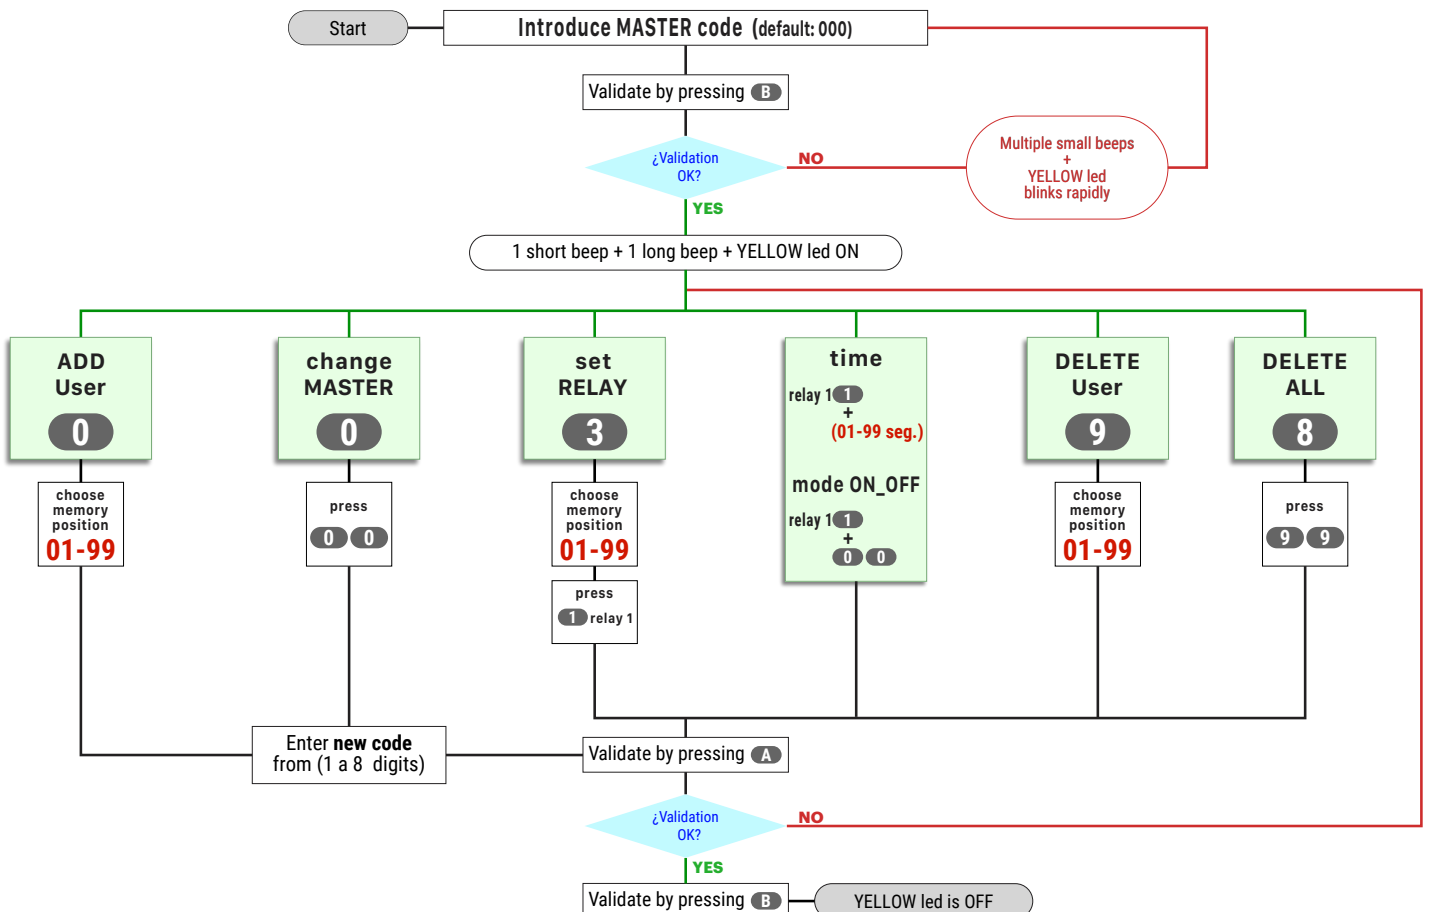 Start
Introduce MASTER code (default: 000)
Validate by pressing B
¿Validation
OK?
NO
Multiple small beeps
+
YELLOW led
blinks rapidly
YES
1 short beep + 1 long beep + YELLOW led ON
ADD
User
0
choose
memory
position
01-99
change
MASTER
0
press
0 0
set
RELAY
3
choose
memory
position
01-99
press
1 relay 1
time
relay 1 1
+
(01-99 seg.)
mode ON_OFF
relay 1 1
+
0 0
DELETE
User
9
choose
memory
position
01-99
DELETE
ALL
8
press
9 9
Enter new code
from (1 a 8 digits)
Validate by pressing A
¿Validation
OK?
NO
YES
Validate by pressing B
YELLOW led is OFF